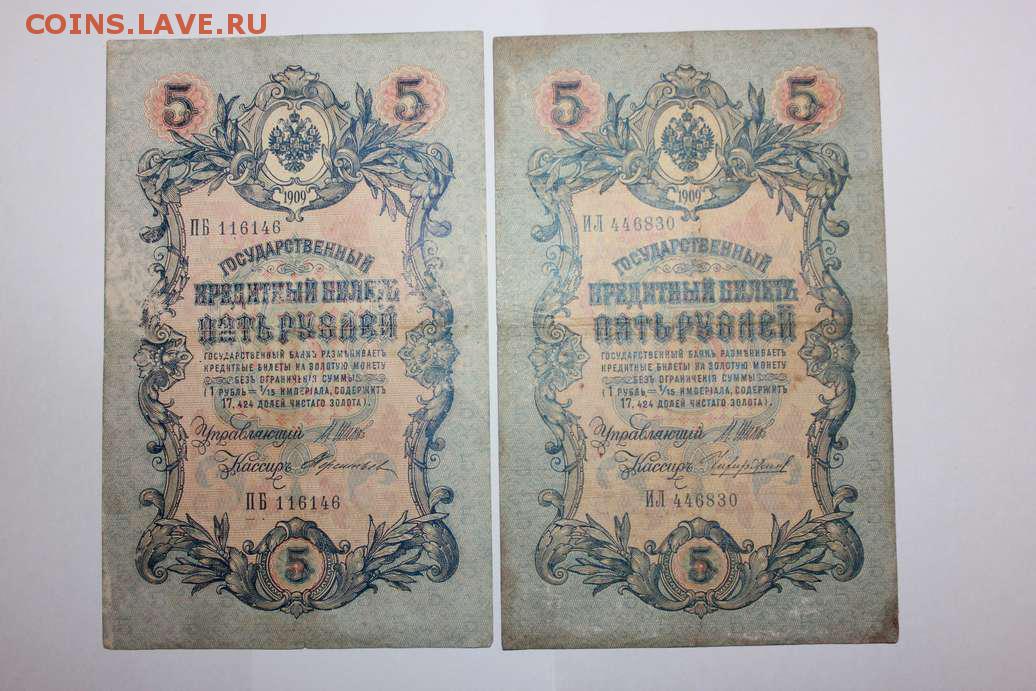 COINS.LAVE.RU
5 5
1909
ПБ 116146
ГОСУДАРСТВЕННЫЙ
КРЕДИТНЫЙ БИЛЕТЪ
ПЯТЬ РУБЛЕЙ
ГОСУДАРСТВЕННЫЙ БАНКЪ РАЗМѢНИВАЕТЪ
КРЕДИТНЫЕ БИЛЕТЫ НА ЗОЛОТУЮ МОНЕТУ
БЕЗЪ ОГРАНИЧЕНІЯ СУММЫ
(1 РУБЛЬ = 1/15 ИМПЕРІАЛА, СОДЕРЖИТЪ
17,424 ДОЛЕЙ ЧИСТАГО ЗОЛОТА).
Управляющій
Кассиръ
ПБ 116146
5
5 5
1909
ИЛ 446830
ГОСУДАРСТВЕННЫЙ
КРЕДИТНЫЙ БИЛЕТЪ
ПЯТЬ РУБЛЕЙ
ГОСУДАРСТВЕННЫЙ БАНКЪ РАЗМѢНИВАЕТЪ
КРЕДИТНЫЕ БИЛЕТЫ НА ЗОЛОТУЮ МОНЕТУ
БЕЗЪ ОГРАНИЧЕНІЯ СУММЫ
(1 РУБЛЬ = 1/15 ИМПЕРІАЛА, СОДЕРЖИТЪ
17,424 ДОЛЕЙ ЧИСТАГО ЗОЛОТА).
Управляющій
Кассиръ
ИЛ 446830
5